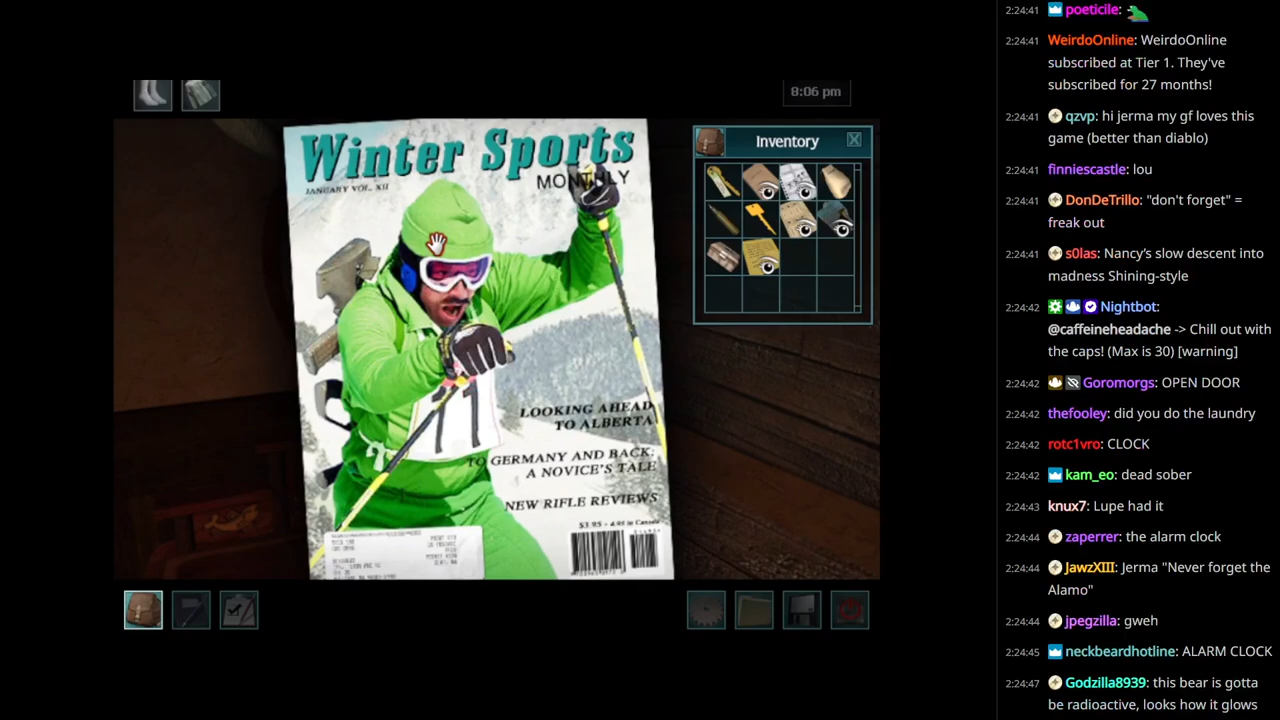 8:06 pm
Winter Sports
MONTHLY
JANUARY VOL. XII
11
LOOKING AHEAD
TO ALBERTA
TO GERMANY AND BACK:
A NOVICE'S TALE
NEW RIFLE REVIEWS
$3.95 - 4.95 in Canada
Inventory
2:24:41 poeticile:
2:24:41 WeirdoOnline: WeirdoOnline
subscribed at Tier 1. They've
subscribed for 27 months!
2:24:41 qzvp: hi jerma my gf loves this
game (better than diablo)
2:24:41 finniescastle: lou
2:24:41 DonDeTrillo: "don't forget" =
freak out
2:24:41 s0las: Nancy's slow descent into
madness Shining-style
2:24:42 Nightbot:
@caffeineheadache -> Chill out with
the caps! (Max is 30) [warning]
2:24:42 Goromorgs: OPEN DOOR
2:24:42 thefooley: did you do the laundry
2:24:42 rotc1vro: CLOCK
2:24:42 kam_eo: dead sober
2:24:43 knux7: Lupe had it
2:24:44 zaperrer: the alarm clock
2:24:44 JawzXIII: Jerma "Never forget the
Alamo"
2:24:44 jpegzilla: gweh
2:24:45 neckbeardhotline: ALARM CLOCK
2:24:47 Godzilla8939: this bear is gotta
be radioactive, looks how it glows